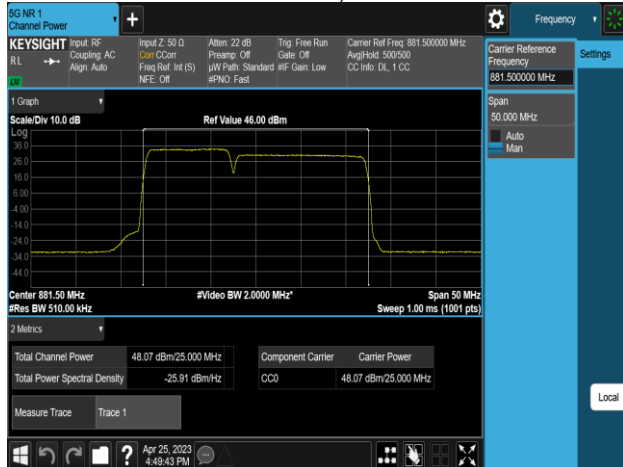 5G NR 1
Channel Power
Frequency
KEYSIGHT
RL
Input: RF
Coupling: AC
Align: Auto
Input Z: 50 Ω
Corr CCorr
Freq Ref: Int (S)
NFE: Off
Atten: 22 dB
Preamp: Off
µW Path: Standard
#PNO: Fast
Trig: Free Run
Gate: Off
#IF Gain: Low
Carrier Ref Freq: 881.500000 MHz
Avg|Hold: 500/500
CC Info: DL, 1 CC
Carrier Reference
Frequency
881.500000 MHz
Settings
Span
50.000 MHz
Auto
Man
1 Graph
Scale/Div 10.0 dB
Ref Value 46.00 dBm
Log
36.0
26.0
16.0
6.00
-4.00
-14.0
-24.0
-34.0
-44.0
Center 881.50 MHz
#Video BW 2.0000 MHz*
Span 50 MHz
#Res BW 510.00 kHz
Sweep 1.00 ms (1001 pts)
2 Metrics
Total Channel Power 48.07 dBm/25.000 MHz
Total Power Spectral Density -25.91 dBm/Hz
Component Carrier Carrier Power
CC0 48.07 dBm/25.000 MHz
Measure Trace Trace 1
Local
?
Apr 25, 2023
4:49:43 PM